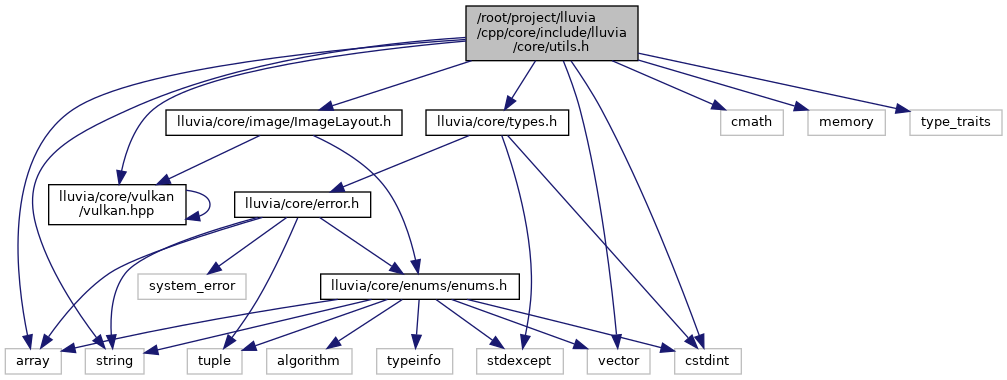 /root/project/lluvia
/cpp/core/include/lluvia
/core/utils.h
lluvia/core/image/ImageLayout.h
lluvia/core/types.h
cmath
memory
type_traits
lluvia/core/vulkan
/vulkan.hpp
lluvia/core/error.h
system_error
lluvia/core/enums/enums.h
array
string
tuple
algorithm
typeinfo
stdexcept
vector
cstdint